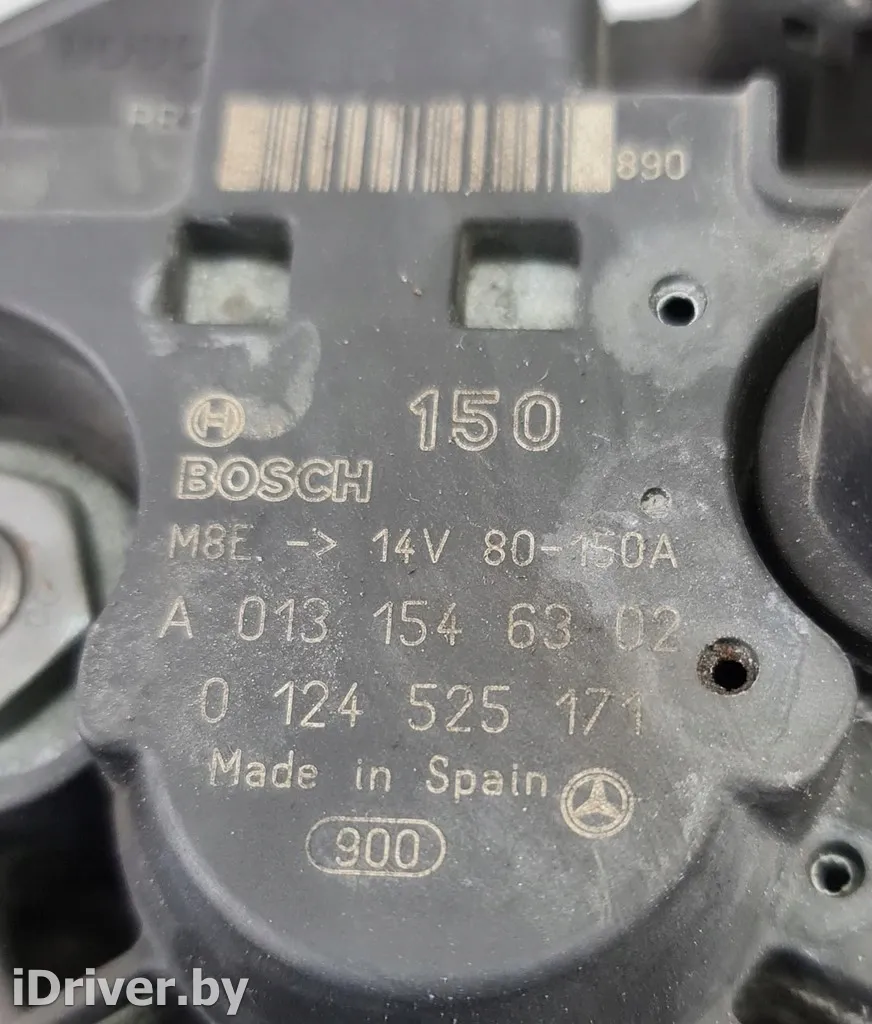 890
150
BOSCH
M8E -> 14V 80-150A
A 013 154 63 02
0 124 525 171
Made in Spain
900
iDriver.by